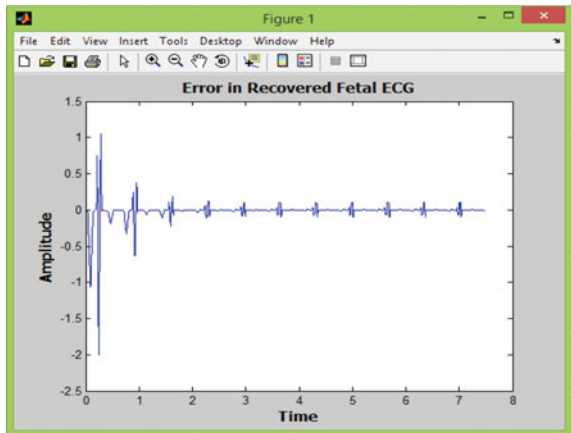 Figure 1
File Edit View Insert Tools Desktop Window Help
Error in Recovered Fetal ECG
1.5
1
0.5
0
-0.5
-1
-1.5
-2
-2.5
Amplitude
0 1 2 3 4 5 6 7 8
Time